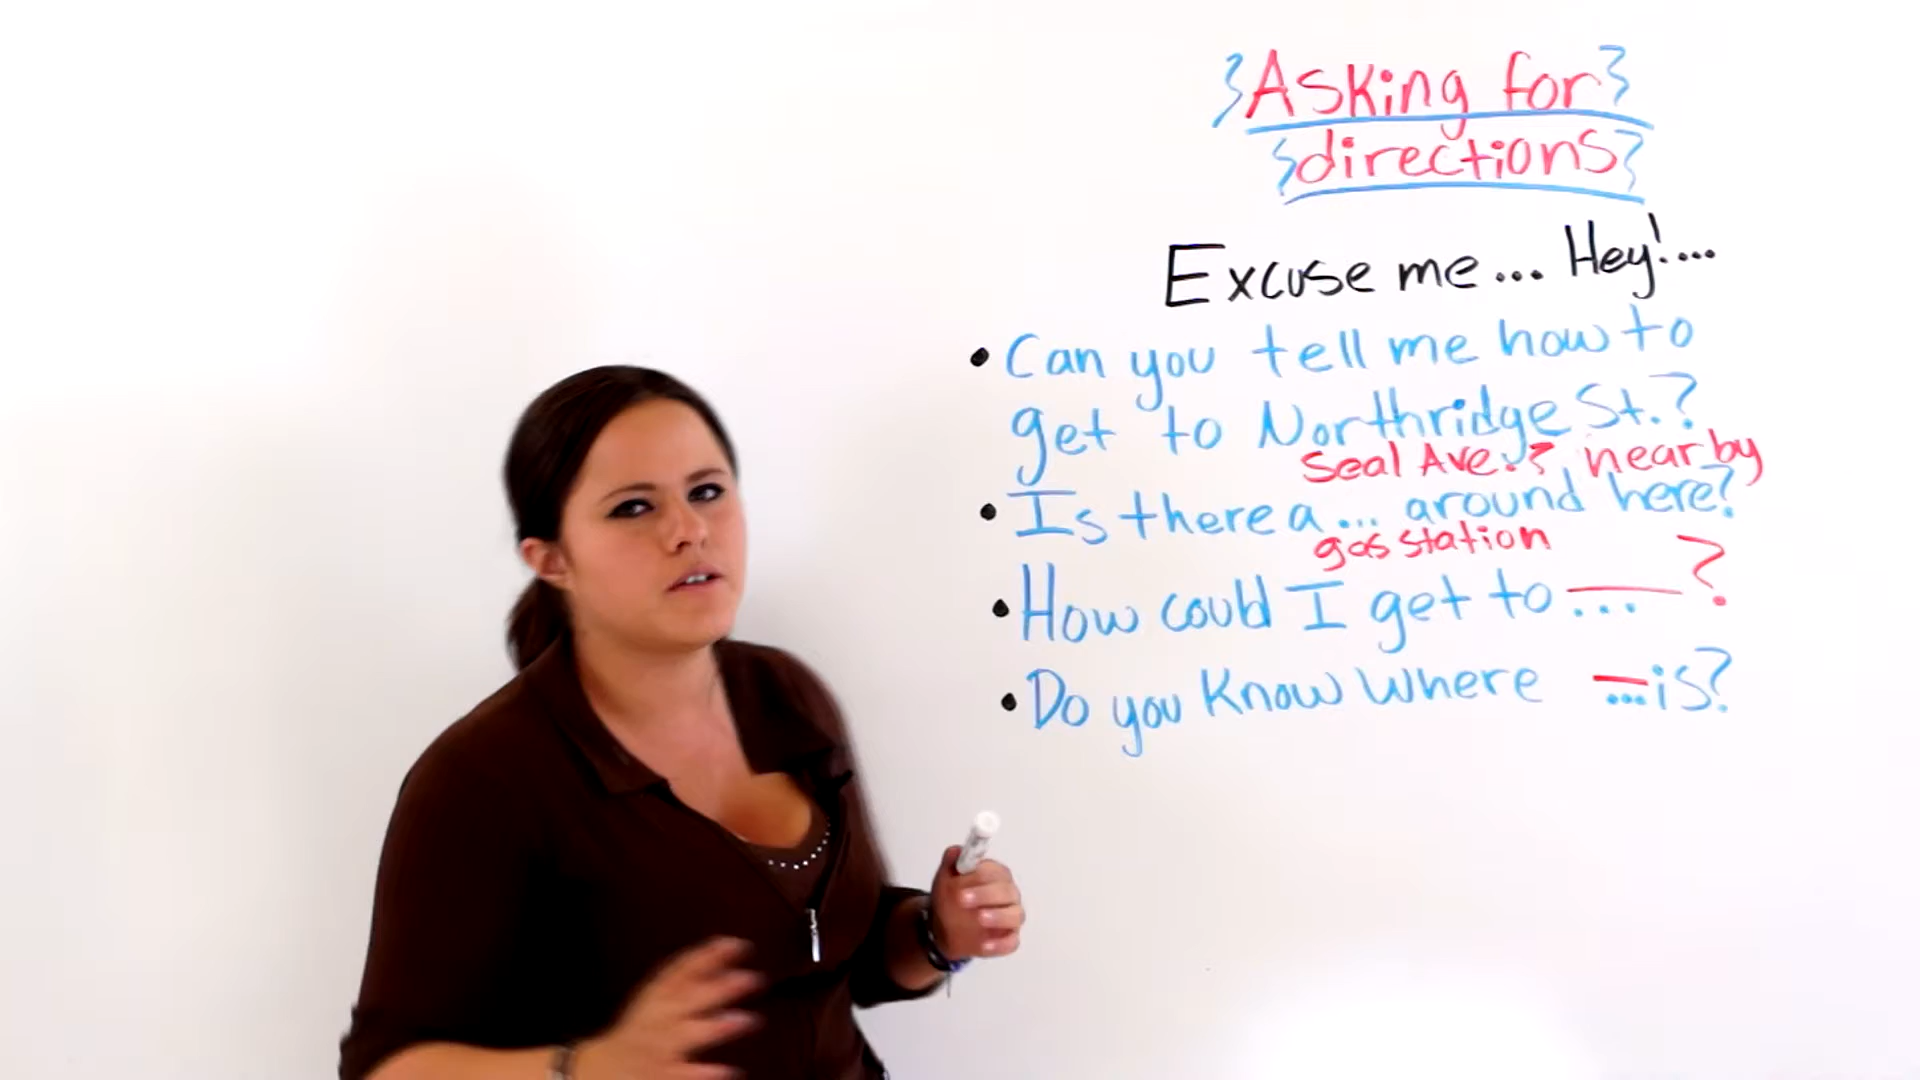 Asking for
directions
Excuse me... Hey!....
• Can you tell me how to
get to Northridge St.?
Seal Ave.? nearby
• Is there a ... around here?
gas station
• How could I get to ... ?
• Do you know where ... is?